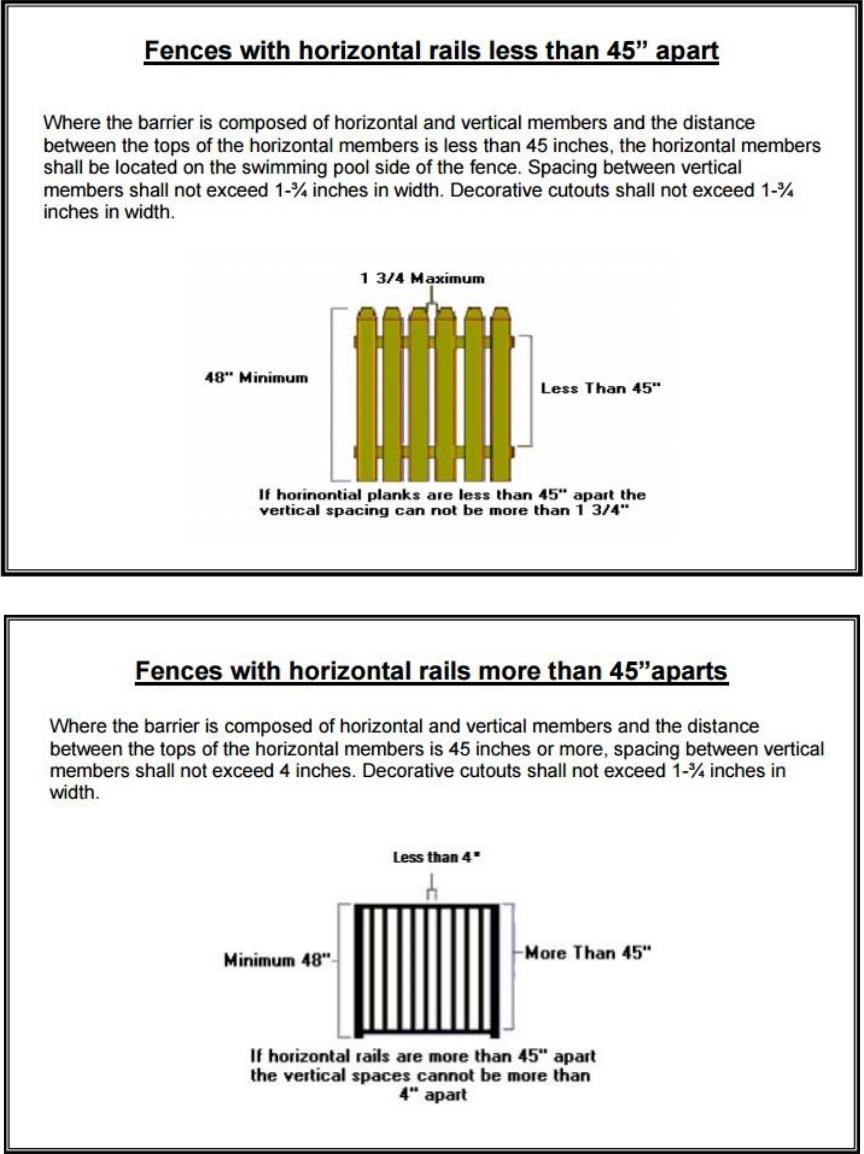 Fences with horizontal rails less than 45” apart
Where the barrier is composed of horizontal and vertical members and the distance
between the tops of the horizontal members is less than 45 inches, the horizontal members
shall be located on the swimming pool side of the fence. Spacing between vertical
members shall not exceed 1-¾ inches in width. Decorative cutouts shall not exceed 1-¾
inches in width.
1 3/4 Maximum
48" Minimum
Less Than 45"
If horinontial planks are less than 45" apart the
vertical spacing can not be more than 1 3/4"
Fences with horizontal rails more than 45”aparts
Where the barrier is composed of horizontal and vertical members and the distance
between the tops of the horizontal members is 45 inches or more, spacing between vertical
members shall not exceed 4 inches. Decorative cutouts shall not exceed 1-¾ inches in
width.
Less than 4"
Minimum 48"
More Than 45"
If horizontal rails are more than 45" apart
the vertical spaces cannot be more than
4" apart